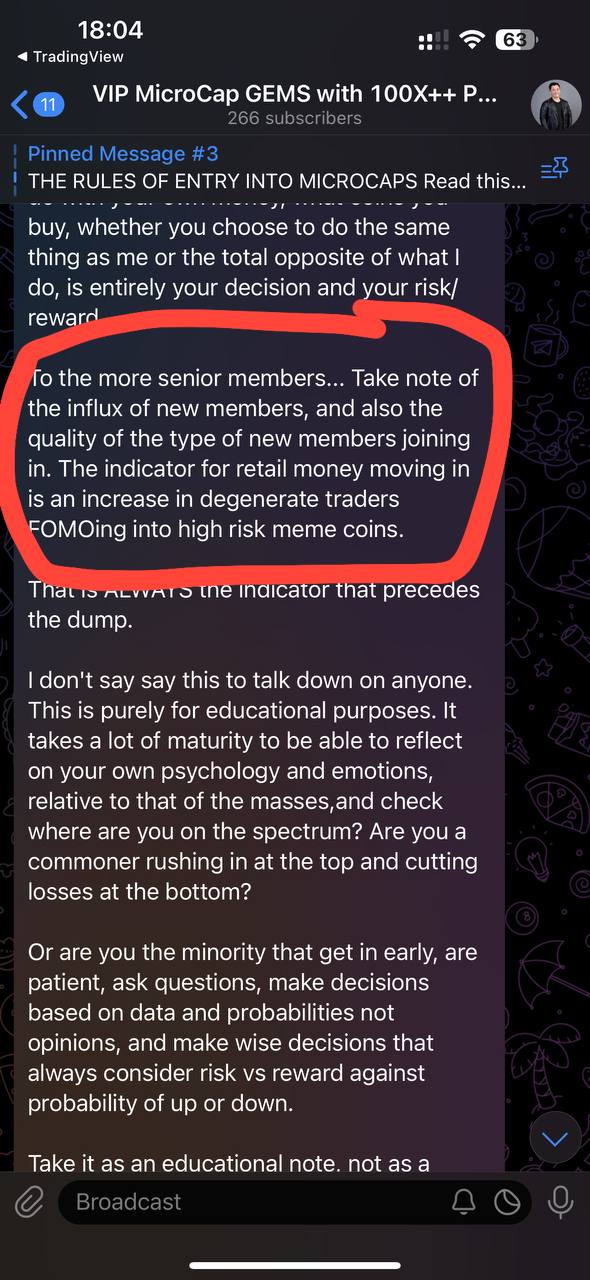 18:04
63
TradingView
11
VIP MicroCap GEMS with 100X++ P...
266 subscribers
Pinned Message #3
THE RULES OF ENTRY INTO MICROCAPS Read this...
do with your own money, what coins you
buy, whether you choose to do the same
thing as me or the total opposite of what I
do, is entirely your decision and your risk/
reward
To the more senior members... Take note of
the influx of new members, and also the
quality of the type of new members joining
in. The indicator for retail money moving in
is an increase in degenerate traders
FOMOing into high risk meme coins.
That is ALWAYS the indicator that precedes
the dump.
I don't say say this to talk down on anyone.
This is purely for educational purposes. It
takes a lot of maturity to be able to reflect
on your own psychology and emotions,
relative to that of the masses,and check
where are you on the spectrum? Are you a
commoner rushing in at the top and cutting
losses at the bottom?
Or are you the minority that get in early, are
patient, ask questions, make decisions
based on data and probabilities not
opinions, and make wise decisions that
always consider risk vs reward against
probability of up or down.
Take it as an educational note, not as a
Broadcast